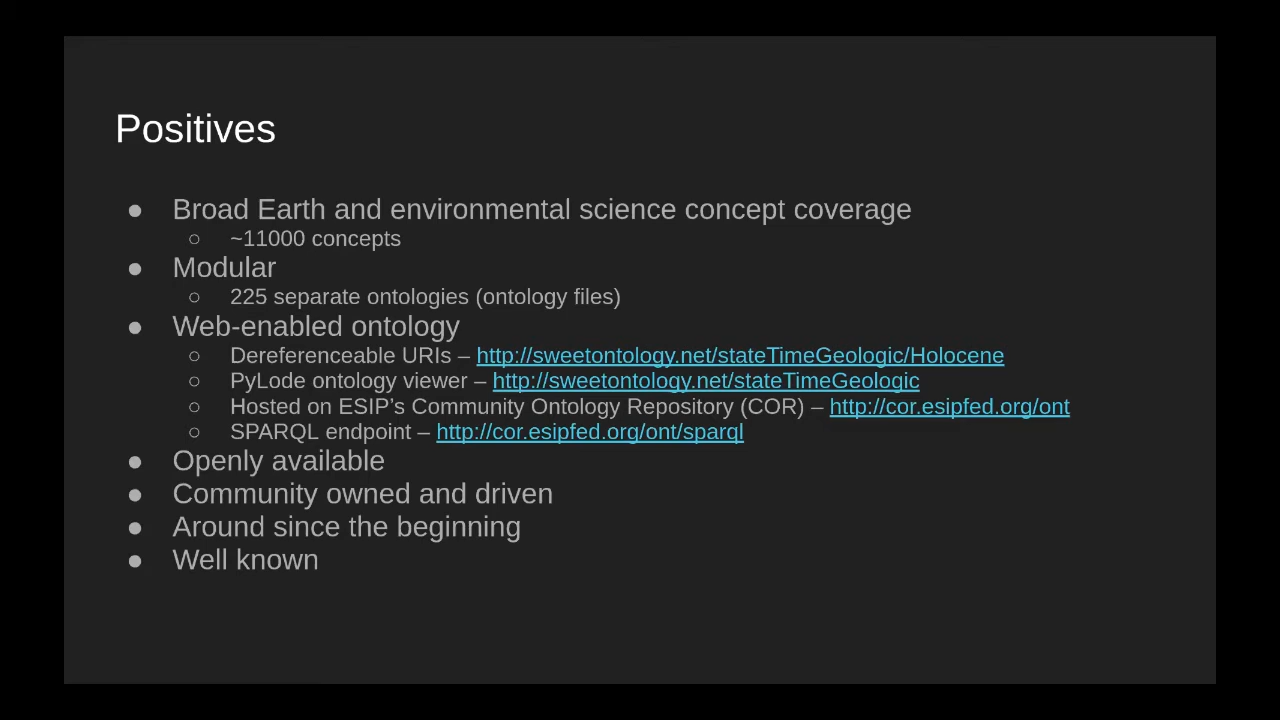 Positives
● Broad Earth and environmental science concept coverage
○ ~11000 concepts
● Modular
○ 225 separate ontologies (ontology files)
● Web-enabled ontology
○ Dereferenceable URIs – http://sweetontology.net/stateTimeGeologic/Holocene
○ PyLode ontology viewer – http://sweetontology.net/stateTimeGeologic
○ Hosted on ESIP’s Community Ontology Repository (COR) – http://cor.esipfed.org/ont
○ SPARQL endpoint – http://cor.esipfed.org/ont/sparql
● Openly available
● Community owned and driven
● Around since the beginning
● Well known